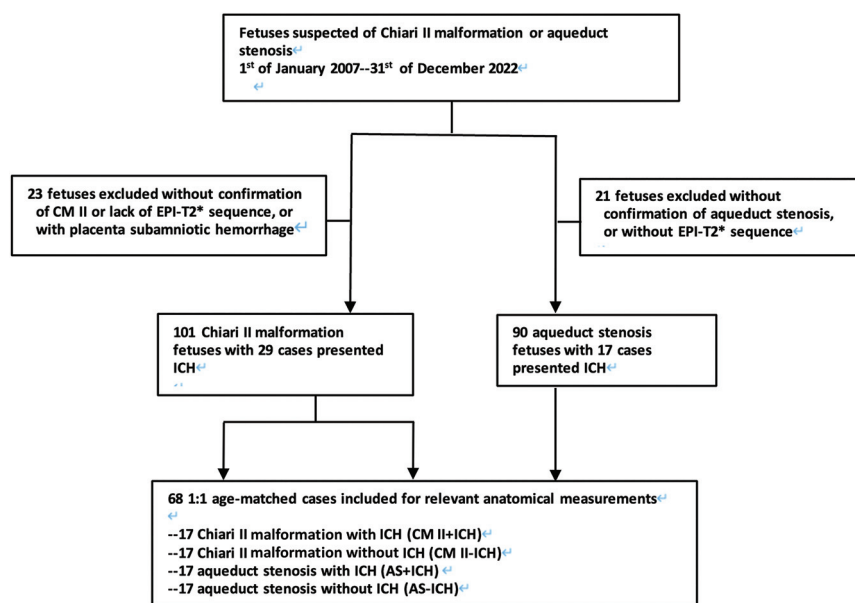 Fetuses suspected of Chiari II malformation or aqueduct
stenosis↵
1st of January 2007--31st of December 2022↵
↵
23 fetuses excluded without confirmation
of CM II or lack of EPI-T2* sequence, or
with placenta subamniotic hemorrhage↵
21 fetuses excluded without
confirmation of aqueduct stenosis,
or without EPI-T2* sequence↵
101 Chiari II malformation
fetuses with 29 cases presented
ICH↵
↵
90 aqueduct stenosis
fetuses with 17 cases
presented ICH↵
68 1:1 age-matched cases included for relevant anatomical measurements↵
↵
--17 Chiari II malformation with ICH (CM II+ICH)↵
--17 Chiari II malformation without ICH (CM II-ICH)↵
--17 aqueduct stenosis with ICH (AS+ICH) ↵
--17 aqueduct stenosis without ICH (AS-ICH)↵